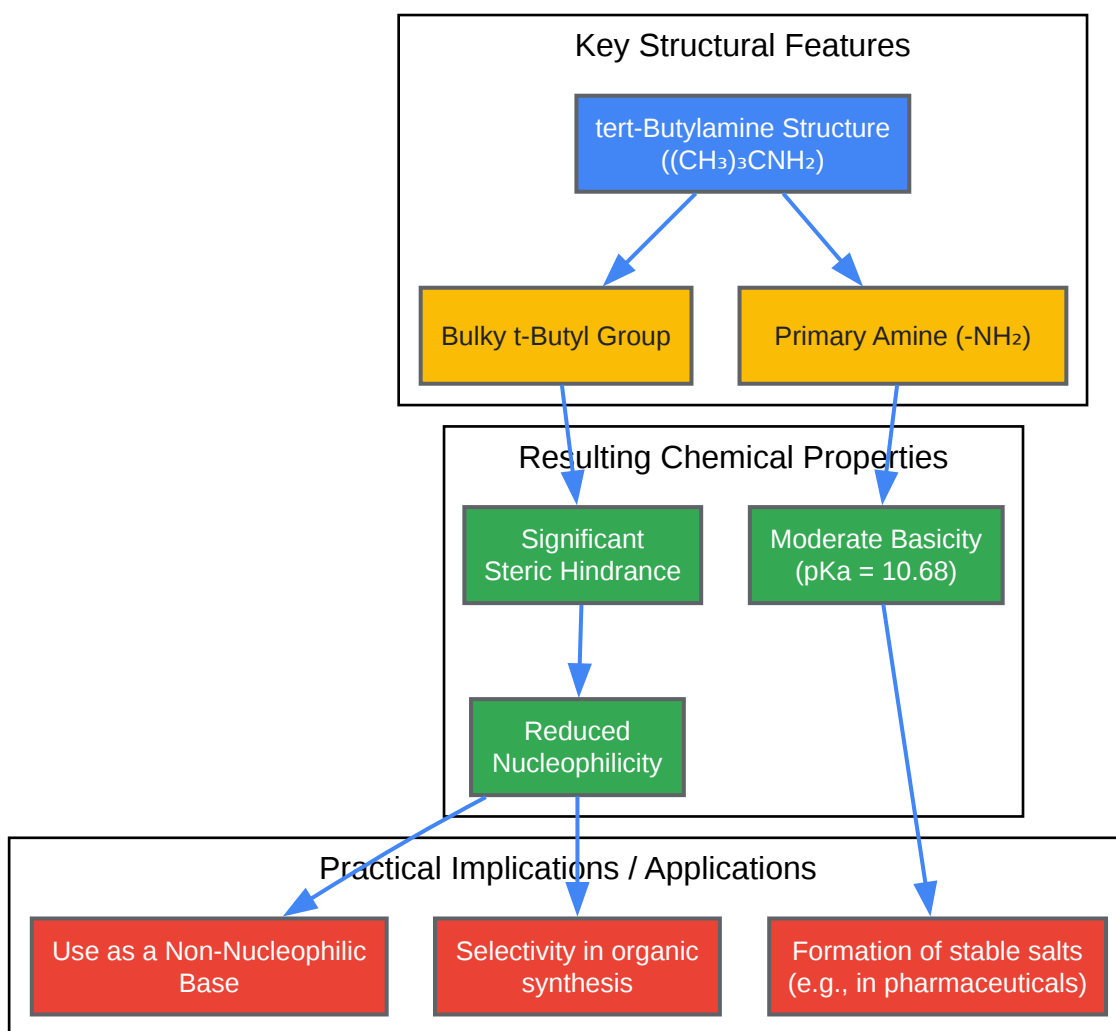 Key Structural Features
tert-Butylamine Structure
((CH₃)₃CNH₂)
Bulky t-Butyl Group
Primary Amine (-NH₂)
Resulting Chemical Properties
Significant
Steric Hindrance
Moderate Basicity
(pKa = 10.68)
Reduced
Nucleophilicity
Practical Implications / Applications
Use as a Non-Nucleophilic
Base
Selectivity in organic
synthesis
Formation of stable salts
(e.g., in pharmaceuticals)